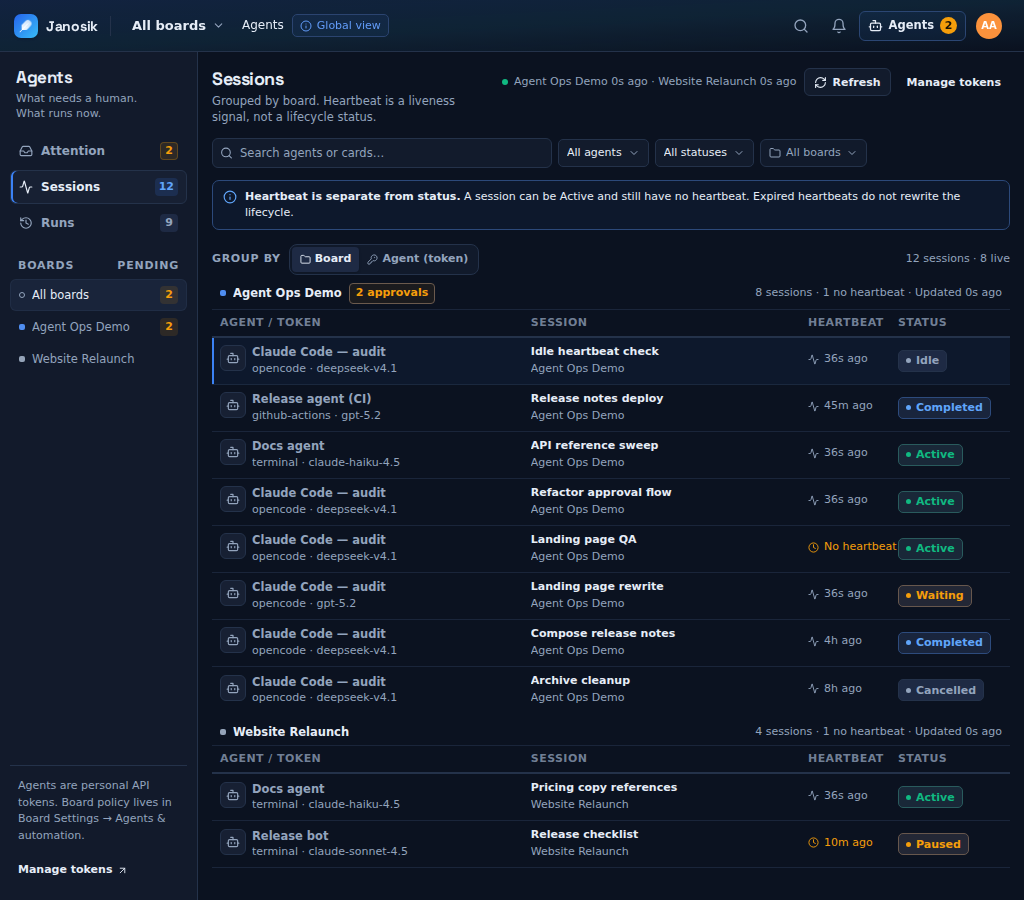 Janosik
All boards
Agents
Global view
Agents 2
AA
Agents
What needs a human.
What runs now.
Attention 2
Sessions 12
Runs 9
BOARDS PENDING
All boards 2
Agent Ops Demo 2
Website Relaunch
Agents are personal API
tokens. Board policy lives in
Board Settings → Agents &
automation.
Manage tokens
Sessions
Grouped by board. Heartbeat is a liveness
signal, not a lifecycle status.
Agent Ops Demo 0s ago · Website Relaunch 0s ago
Refresh
Manage tokens
Search agents or cards...
All agents
All statuses
All boards
Heartbeat is separate from status. A session can be Active and still have no heartbeat. Expired heartbeats do not rewrite the
lifecycle.
GROUP BY Board Agent (token) 12 sessions · 8 live
Agent Ops Demo 2 approvals 8 sessions · 1 no heartbeat · Updated 0s ago
AGENT / TOKEN SESSION HEARTBEAT STATUS
Claude Code — audit Idle heartbeat check 36s ago Idle
opencode · deepseek-v4.1 Agent Ops Demo
Release agent (CI) Release notes deploy 45m ago Completed
github-actions · gpt-5.2 Agent Ops Demo
Docs agent API reference sweep 36s ago Active
terminal · claude-haiku-4.5 Agent Ops Demo
Claude Code — audit Refactor approval flow 36s ago Active
opencode · deepseek-v4.1 Agent Ops Demo
Claude Code — audit Landing page QA No heartbeat Active
opencode · deepseek-v4.1 Agent Ops Demo
Claude Code — audit Landing page rewrite 36s ago Waiting
opencode · gpt-5.2 Agent Ops Demo
Claude Code — audit Compose release notes 4h ago Completed
opencode · deepseek-v4.1 Agent Ops Demo
Claude Code — audit Archive cleanup 8h ago Cancelled
opencode · deepseek-v4.1 Agent Ops Demo
Website Relaunch 4 sessions · 1 no heartbeat · Updated 0s ago
AGENT / TOKEN SESSION HEARTBEAT STATUS
Docs agent Pricing copy references 36s ago Active
terminal · claude-haiku-4.5 Website Relaunch
Release bot Release checklist 10m ago Paused
terminal · claude-sonnet-4.5 Website Relaunch